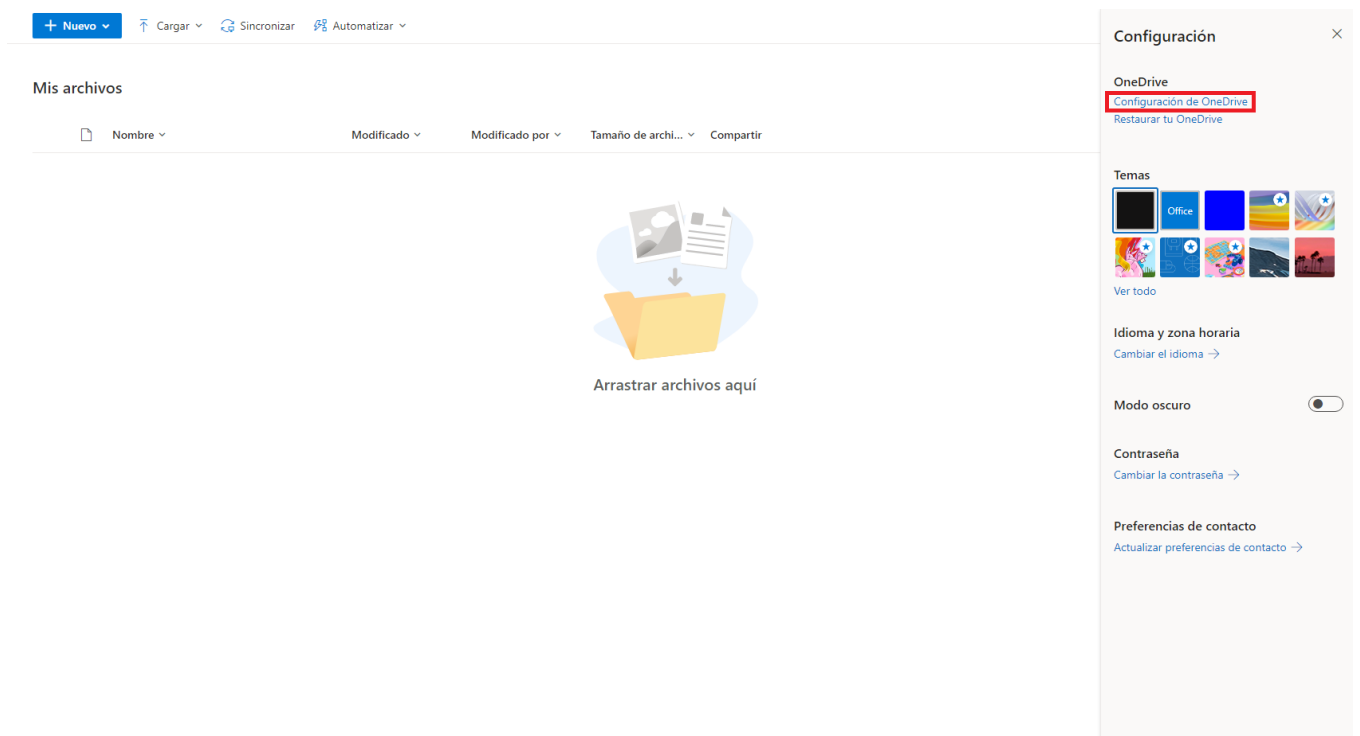 Nuevo Cargar Sincronizar Automatizar
Mis archivos
Nombre Modificado Modificado por Tamaño de archi... Compartir
Arrastrar archivos aquí
Configuración
OneDrive
Configuración de OneDrive
Restaurar tu OneDrive
Temas
Office
Ver todo
Idioma y zona horaria
Cambiar el idioma
Modo oscuro
Contraseña
Cambiar la contraseña
Preferencias de contacto
Actualizar preferencias de contacto